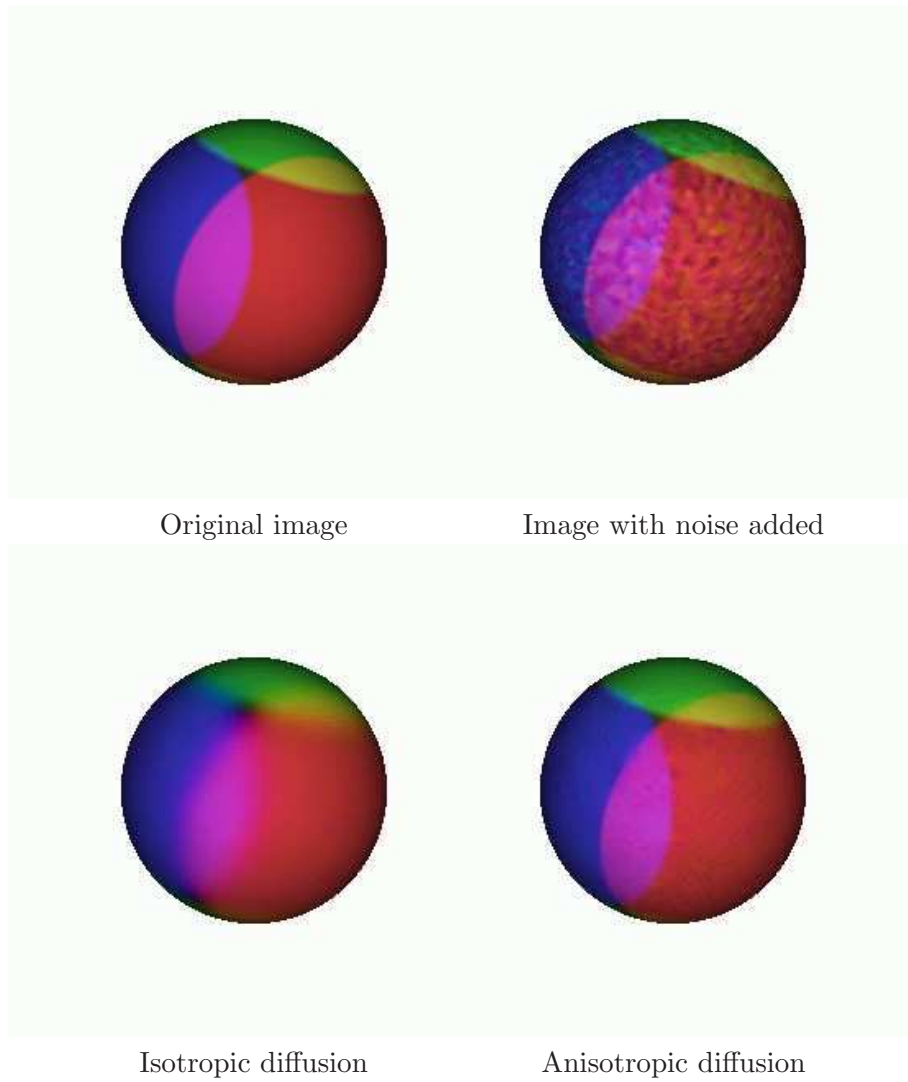 Original image
Image with noise added
Isotropic diffusion
Anisotropic diffusion